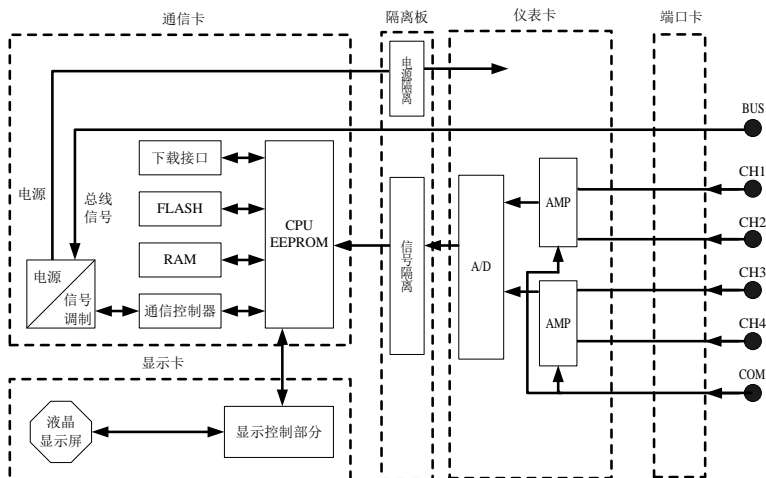 通信卡
隔离板
仪表卡
端口卡
电源隔离
BUS
下载接口
电源
总线
信号
FLASH
CPU
EEPROM
RAM
信号隔离
A/D
AMP
CH1
CH2
电源
信号
调制
通信控制器
AMP
CH3
CH4
COM
显示卡
液晶
显示屏
显示控制部分